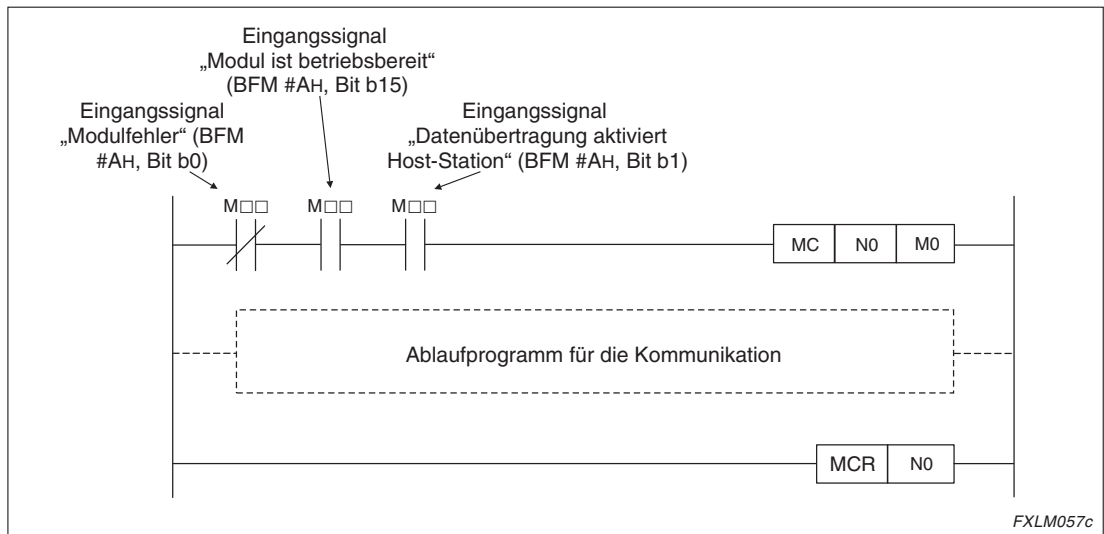 Eingangssignal
„Modul ist betriebsbereit“
(BFM #AH, Bit b15)
Eingangssignal
„Modulfehler“ (BFM
#AH, Bit b0)
Eingangssignal
„Datenübertragung aktiviert
Host-Station“ (BFM #AH, Bit b1)
M□□ M□□ M□□
MC N0 M0
Ablaufprogramm für die Kommunikation
MCR N0
FXLM057c